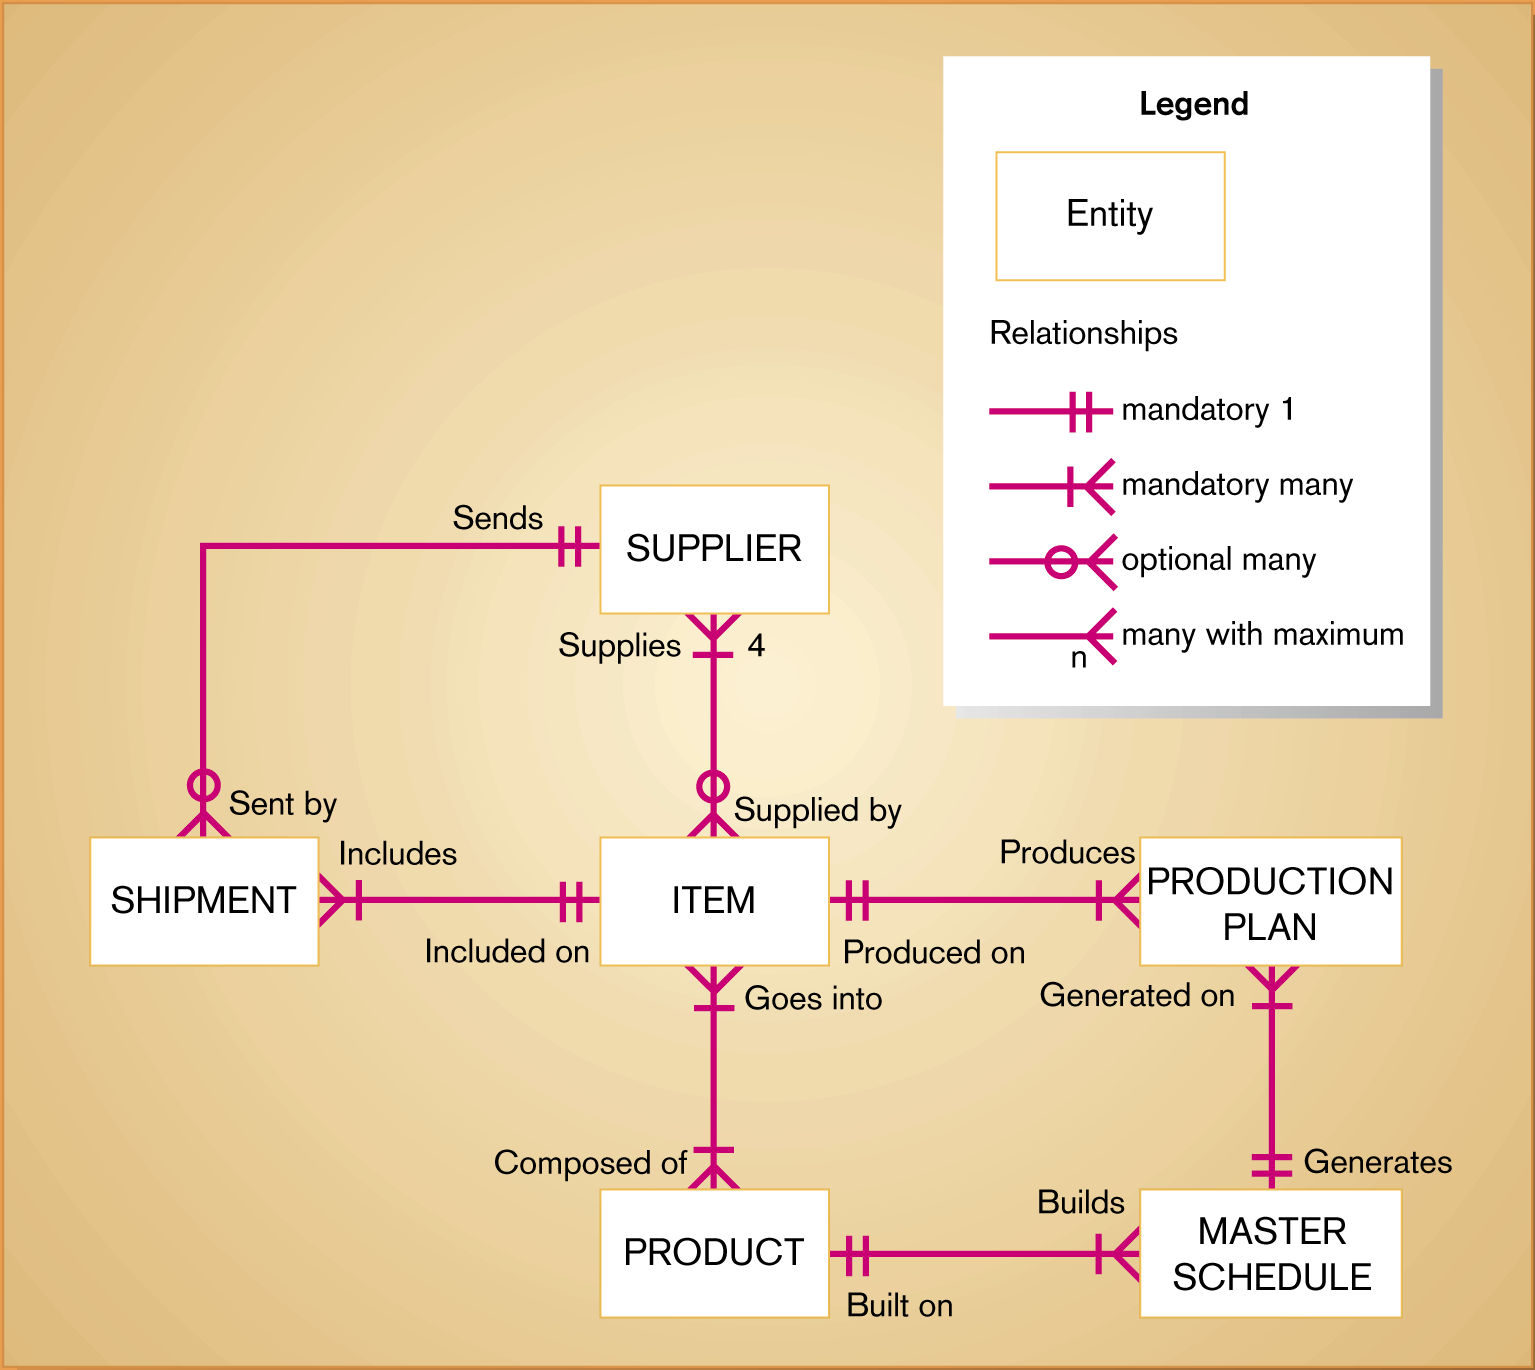 Legend
Entity
Relationships
mandatory 1
mandatory many
optional many
many with maximum
n
Sends
SUPPLIER
Supplies
4
Sent by
Supplied by
Includes
Produces
SHIPMENT
ITEM
PRODUCTION
PLAN
Included on
Produced on
Goes into
Generated on
Composed of
Generates
Builds
PRODUCT
MASTER
SCHEDULE
Built on